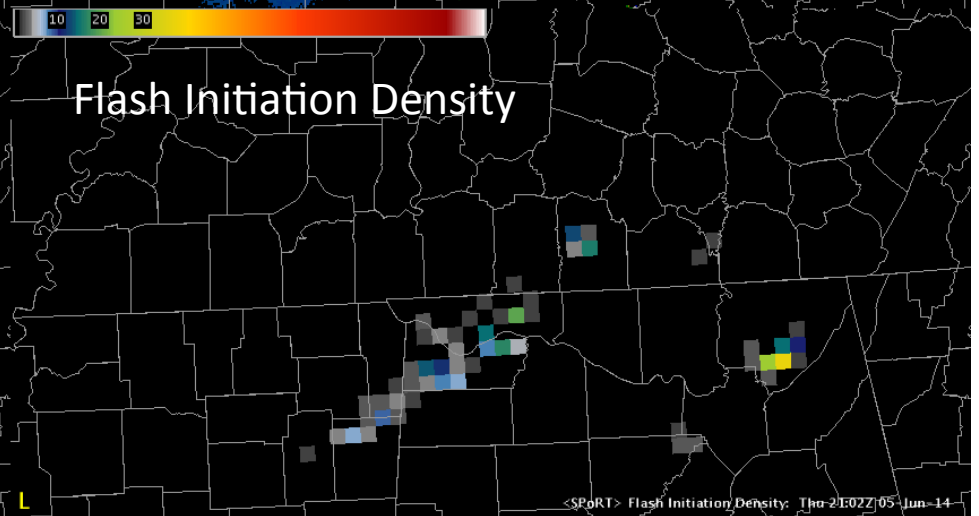 10 20 30
Flash Initiation Density
L
<SPoRT> Flash Initiation Density: Thu 21:02Z 05-Jun-14